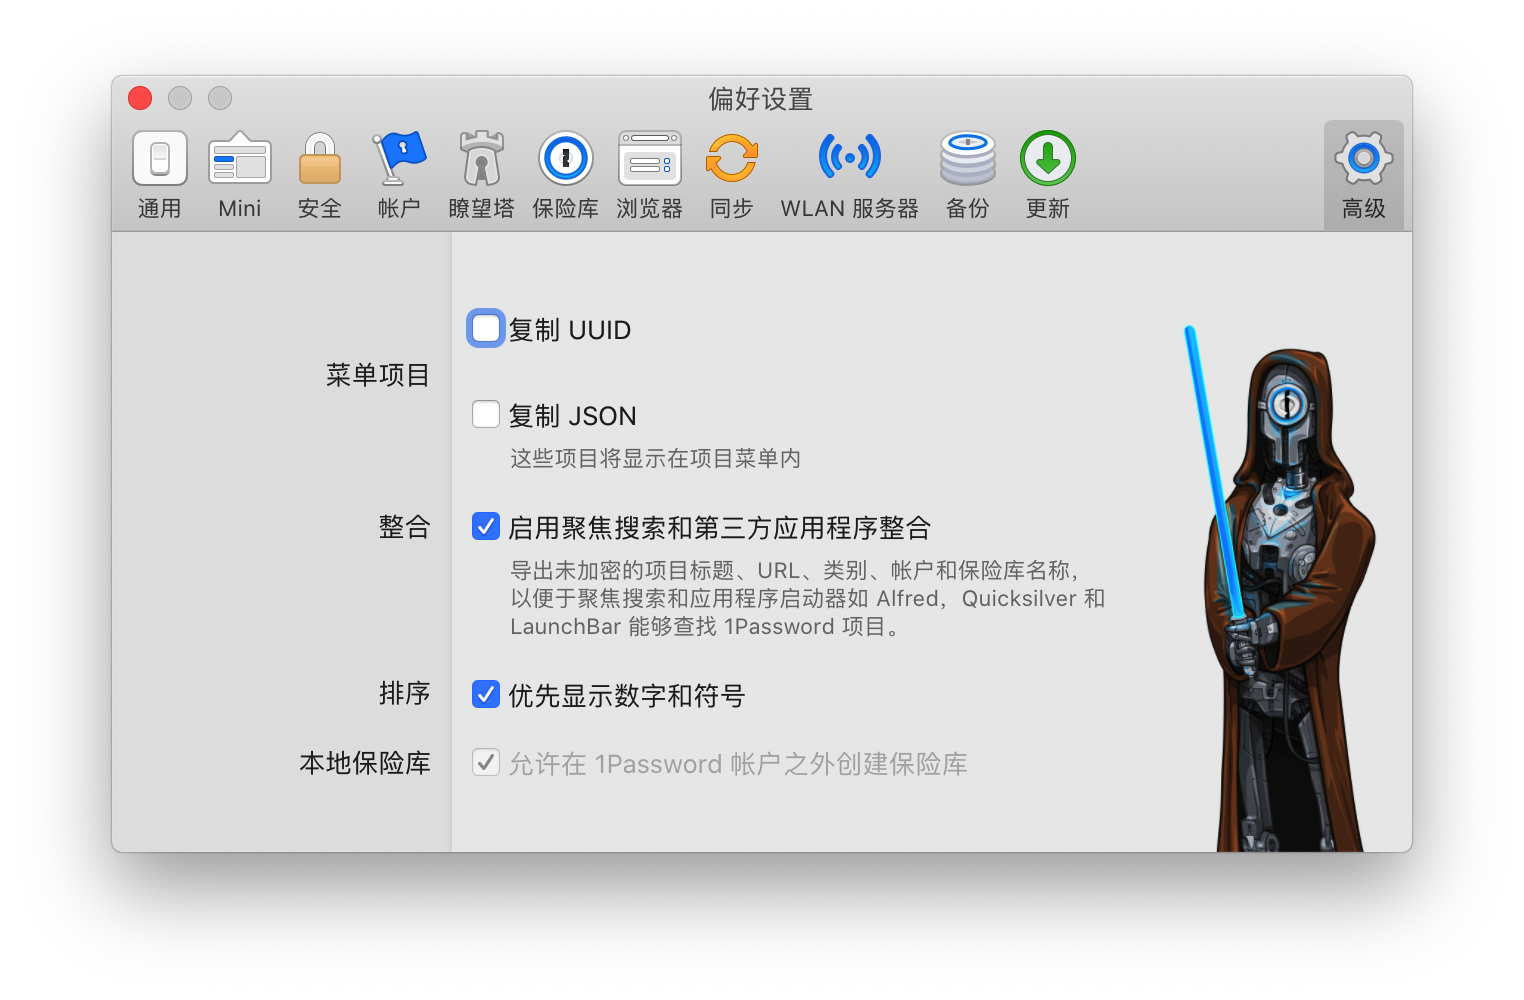 偏好设置
通用
Mini
安全
帐户
瞭望塔
保险库
浏览器
同步
WLAN 服务器
备份
更新
高级
菜单项目
复制 UUID
复制 JSON
这些项目将显示在项目菜单内
整合
启用聚焦搜索和第三方应用程序整合
导出未加密的项目标题、URL、类别、帐户和保险库名称，
以便于聚焦搜索和应用程序启动器如 Alfred，Quicksilver 和
LaunchBar 能够查找 1Password 项目。
排序
优先显示数字和符号
本地保险库
允许在 1Password 帐户之外创建保险库